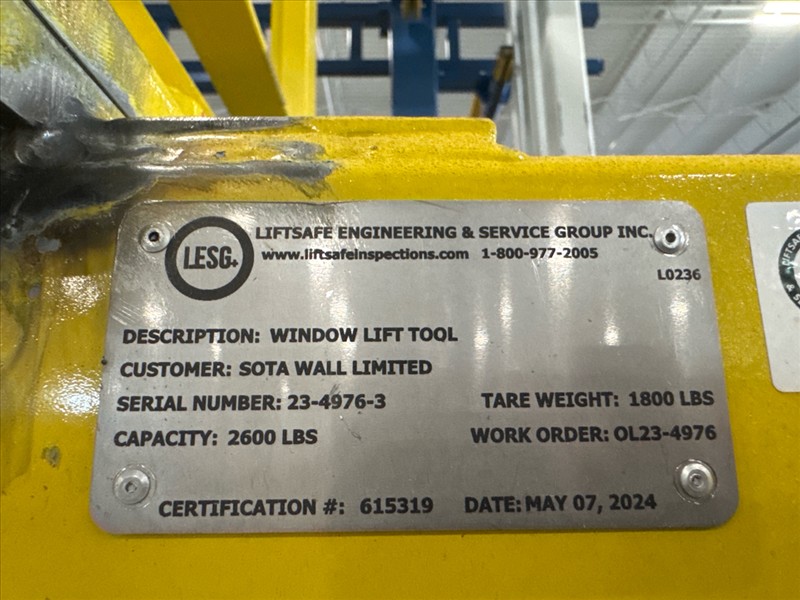 LESG+
LIFTSAFE ENGINEERING & SERVICE GROUP INC.
www.liftsafeinspections.com 1-800-977-2005
L0236
DESCRIPTION: WINDOW LIFT TOOL
CUSTOMER: SOTA WALL LIMITED
SERIAL NUMBER: 23-4976-3 TARE WEIGHT: 1800 LBS
CAPACITY: 2600 LBS WORK ORDER: OL23-4976
CERTIFICATION #: 615319 DATE: MAY 07, 2024